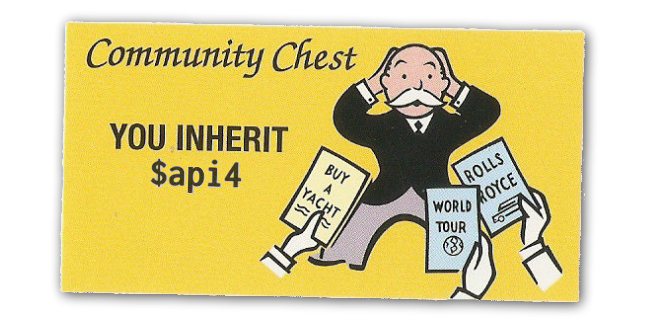 Community Chest
YOU INHERIT
$api4
BUY
A
YACHT
WORLD
TOUR
ROLLS
ROYCE